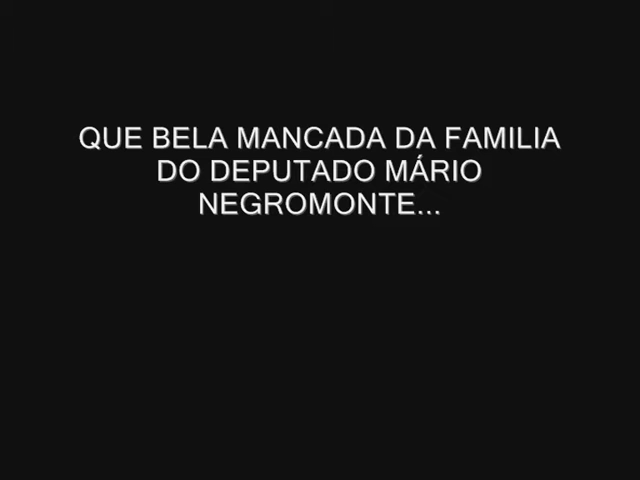 QUE BELA MANCADA DA FAMILIA
DO DEPUTADO MÁRIO
NEGROMONTE...